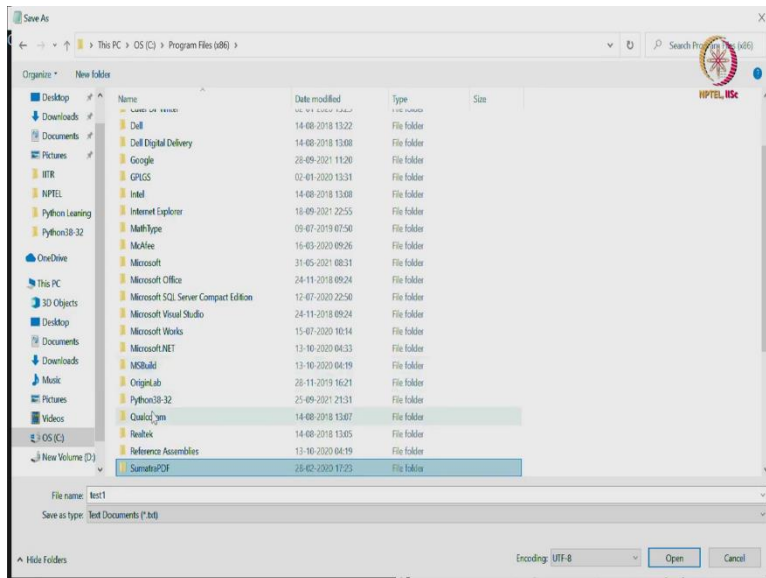 Save As
This PC > OS (C:) > Program Files (x86) >
Search Program Files (x86)
Organize New folder
NPTEL, IISc
Name Date modified Type Size
Desktop
Downloads
Documents
Pictures
IITR
NPTEL
Python Leaning
Python38-32
OneDrive
This PC
3D Objects
Desktop
Documents
Downloads
Music
Pictures
Videos
OS (C:)
New Volume (D:)
Dell 14-08-2018 13:22 File folder
Dell Digital Delivery 14-08-2018 13:08 File folder
Google 28-09-2021 11:20 File folder
GPLGS 02-01-2020 13:31 File folder
Intel 14-08-2018 13:08 File folder
Internet Explorer 18-09-2021 22:55 File folder
MathType 09-07-2019 07:50 File folder
McAfee 16-03-2020 09:26 File folder
Microsoft 31-05-2021 08:31 File folder
Microsoft Office 24-11-2018 09:24 File folder
Microsoft SQL Server Compact Edition 12-07-2020 22:50 File folder
Microsoft Visual Studio 24-11-2018 09:24 File folder
Microsoft Works 15-07-2020 10:14 File folder
Microsoft.NET 13-10-2020 04:33 File folder
MSBuild 13-10-2020 04:19 File folder
OriginLab 28-11-2019 16:21 File folder
Python38-32 25-09-2021 21:31 File folder
Qualcomm 14-08-2018 13:07 File folder
Realtek 14-08-2018 13:05 File folder
Reference Assemblies 13-10-2020 04:19 File folder
SumatraPDF 28-02-2020 17:23 File folder
File name: test1
Save as type: Text Documents (*.txt)
Hide Folders Encoding: UTF-8 Open Cancel